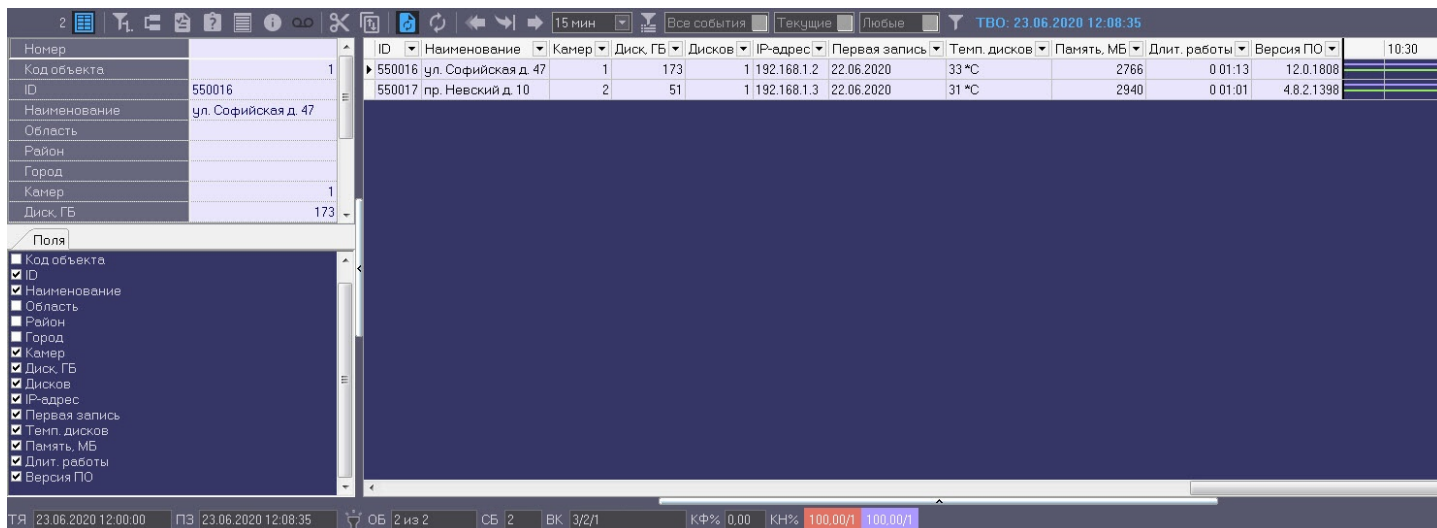 2 15 мин Все события Текущие Любые ТВО: 23.06.2020 12:08:35
Номер
Код объекта 1
ID 550016
Наименование ул. Софийская д. 47
Область
Район
Город
Камер 1
Диск, ГБ 173
Поля
Код объекта
ID
Наименование
Область
Район
Город
Камер
Диск, ГБ
Дисков
IP-адрес
Первая запись
Темп. дисков
Память, МБ
Длит. работы
Версия ПО
ID Наименование Камер Диск, ГБ Дисков IP-адрес Первая запись Темп. дисков Память, МБ Длит. работы Версия ПО 10:30
550016 ул. Софийская д. 47 1 173 1 192.168.1.2 22.06.2020 33 *C 2766 0 01:13 12.0.1808
550017 пр. Невский д. 10 2 51 1 192.168.1.3 22.06.2020 31 *C 2940 0 01:01 4.8.2.1398
ТЯ 23.06.2020 12:00:00 ПЗ 23.06.2020 12:08:35 ОБ 2 из 2 СБ 2 ВК 3/2/1 КФ% 0,00 КН% 100,00/1 100,00/1